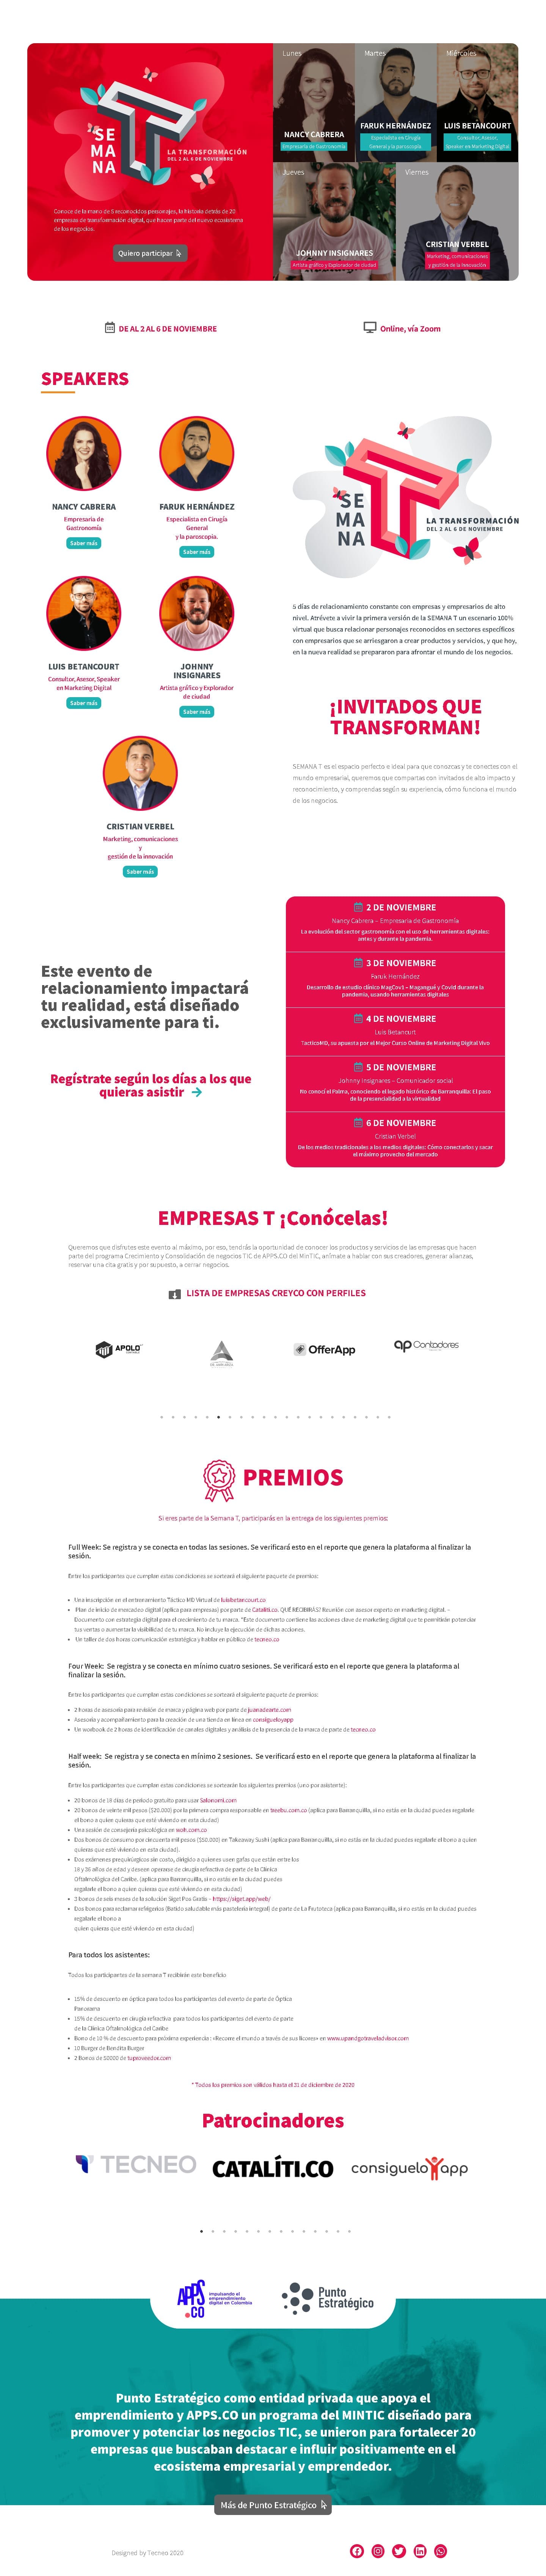 SE
MA
NA
LA TRANSFORMACIÓN
DEL 2 AL 6 DE NOVIEMBRE
Conoce de la mano de 5 reconocidos personajes, la historia detrás de 20
empresas de transformación digital, que hacen parte del nuevo ecosistema
de los negocios.
Quiero participar
Lunes
NANCY CABRERA
Empresaria de Gastronomía
Martes
FARUK HERNÁNDEZ
Especialista en Cirugía
General y la paroscopia
Miércoles
LUIS BETANCOURT
Consultor, Asesor,
Speaker en Marketing Digital
Jueves
JOHNNY INSIGNARES
Artista gráfico y Explorador de ciudad
Viernes
CRISTIAN VERBEL
Marketing, comunicaciones
y gestión de la innovación
DE AL 2 AL 6 DE NOVIEMBRE
Online, vía Zoom
SPEAKERS
NANCY CABRERA
Empresaria de
Gastronomía
Saber más
FARUK HERNÁNDEZ
Especialista en Cirugía
General
y la paroscopia.
Saber más
LUIS BETANCOURT
Consultor, Asesor, Speaker
en Marketing Digital
Saber más
JOHNNY
INSIGNARES
Artista gráfico y Explorador
de ciudad
Saber más
CRISTIAN VERBEL
Marketing, comunicaciones
y
gestión de la innovación
Saber más
SE
MA
NA
LA TRANSFORMACIÓN
DEL 2 AL 6 DE NOVIEMBRE
5 días de relacionamiento constante con empresas y empresarios de alto
nivel. Atrévete a vivir la primera versión de la SEMANA T un escenario 100%
virtual que busca relacionar personajes reconocidos en sectores específicos
con empresarios que se arriesgaron a crear productos y servicios, y que hoy,
en la nueva realidad se prepararon para afrontar el mundo de los negocios.
¡INVITADOS QUE
TRANSFORMAN!
SEMANA T es el espacio perfecto e ideal para que conozcas y te conectes con el
mundo empresarial, queremos que compartas con invitados de alto impacto y
reconocimiento, y comprendas según su experiencia, cómo funciona el mundo
de los negocios.
Este evento de
relacionamiento impactará
tu realidad, está diseñado
exclusivamente para ti.
Regístrate según los días a los que
quieras asistir
2 DE NOVIEMBRE
Nancy Cabrera – Empresaria de Gastronomía
La evolución del sector gastronomía con el uso de herramientas digitales:
antes y durante la pandemia.
3 DE NOVIEMBRE
Faruk Hernández
Desarrollo de estudio clínico MagCov5 – Magangué y Covid durante la
pandemia, usando herramientas digitales
4 DE NOVIEMBRE
Luis Betancurt
TacticoMD, su apuesta por el Mejor Curso Online de Marketing Digital Vivo
5 DE NOVIEMBRE
Johnny Insignares – Comunicador social
Yo conocí el Palma, conociendo el legado histórico de Barranquilla: El paso
de la presencialidad a la virtualidad
6 DE NOVIEMBRE
Cristian Verbel
De los medios tradicionales a los medios digitales: Cómo conectarlos y sacar
el máximo provecho del mercado
EMPRESAS T ¡Conócelas!
Queremos que disfrutes este evento al máximo, por eso, tendrás la oportunidad de conocer los productos y servicios de las empresas que hacen
parte del programa Crecimiento y Consolidación de negocios TIC de APPS.CO del MinTIC, anímate a hablar con sus creadores, generar alianzas,
reservar una cita gratis y por supuesto, a cerrar negocios.
LISTA DE EMPRESAS CREYCO CON PERFILES
APOLO
OfferApp
Contadores
PREMIOS
Si eres parte de la Semana T, participarás en la entrega de los siguientes premios:
Full Week: Se registra y se conecta en todas las sesiones. Se verificará esto en el reporte que genera la plataforma al finalizar la
sesión.
Entre los participantes que cumplan estas condiciones se sorteará el siguiente paquete de premios:
Una inscripción en el entrenamiento Táctico MD Virtual de luisbetancourt.co
Plan de inicio de mercadeo digital (aplica para empresas) por parte de Cataliti.co. QUÉ RECIBIRÁS? Reunión con asesor experto en marketing digital. –
Documento con estrategia digital para el crecimiento de tu marca. *Este documento contiene las acciones clave de marketing digital que te permitirán potenciar
tus ventas o aumentar la visibilidad de tu marca. No incluye la ejecución de dichas acciones.
Un taller de dos horas comunicación estratégica y hablar en público de tecneo.co
Four Week:  Se registra y se conecta en mínimo cuatro sesiones. Se verificará esto en el reporte que genera la plataforma al
finalizar la sesión.
Entre los participantes que cumplan estas condiciones se sorteará el siguiente paquete de premios:
2 horas de asesoría para revisión de marca y página web por parte de juanadearte.com
Asesoría y acompañamiento para la creación de una tienda en línea en consigueloyapp
Un workbook de 2 horas de identificación de canales digitales y análisis de la presencia de la marca de parte de tecneo.co
Half week:  Se registra y se conecta en mínimo 2 sesiones.  Se verificará esto en el reporte que genera la plataforma al finalizar la
sesión.
Entre los participantes que cumplan estas condiciones se sortearán los siguientes premios (uno por asistente):
20 bonos de 18 días de periodo gratuito para usar Salonomi.com
20 bonos de veinte mil pesos ($20.000) por la primera compra responsable en treebu.com.co (aplica para Barranquilla, si no estás en la ciudad puedes regalarle
el bono a quien quieras que esté viviendo en esta ciudad)
Una sesión de consejería psicológica en woh.com.co
Dos bonos de consumo por cincuenta mil pesos ($50.000) en Takeaway Sushi (aplica para Barranquilla, si no estás en la ciudad puedes regalarle el bono a quien
quieras que esté viviendo en esta ciudad).
Dos exámenes prequirúrgicos sin costo, dirigido a quienes usen gafas que están entre los
18 y 36 años de edad y deseen operarse de cirugía refractiva de parte de la Clínica
Oftalmológica del Caribe. (aplica para Barranquilla, si no estás en la ciudad puedes
regalarle el bono a quien quieras que esté viviendo en esta ciudad)
3 bonos de seis meses de la solución Siget Pos Gratis – https://siget.app/web/
Dos bonos para reclamar refrigerios (Batido saludable más pastelería integral) de parte de La Fruteteca (aplica para Barranquilla, si no estás en la ciudad puedes
regalarle el bono a
quien quieras que esté viviendo en esta ciudad)
Para todos los asistentes:
Todos los participantes de la semana T recibirán este beneficio
15% de descuento en óptica para todos los participantes del evento de parte de Óptica
Panorama
15% de descuento en cirugía refractiva  para todos los participantes del evento de parte
de la Clínica Oftalmológica del Caribe
Bono de 10 % de descuento para próxima experiencia : «Recorre el mundo a través de sus licores» en www.upandgotraveladvisor.com
10 Burger de Bendita Burger
2 Bonos de 50000 de tuproveedor.com
* Todos los premios son válidos hasta el 31 de diciembre de 2020
Patrocinadores
TECNEO
CATALÍTI.CO
consigueloyapp
APPS
.CO
impulsando el
emprendimiento
digital en Colombia
Punto
Estratégico
Punto Estratégico como entidad privada que apoya el
emprendimiento y APPS.CO un programa del MINTIC diseñado para
promover y potenciar los negocios TIC, se unieron para fortalecer 20
empresas que buscaban destacar e influir positivamente en el
ecosistema empresarial y emprendedor.
Más de Punto Estratégico
Designed by Tecneo 2020